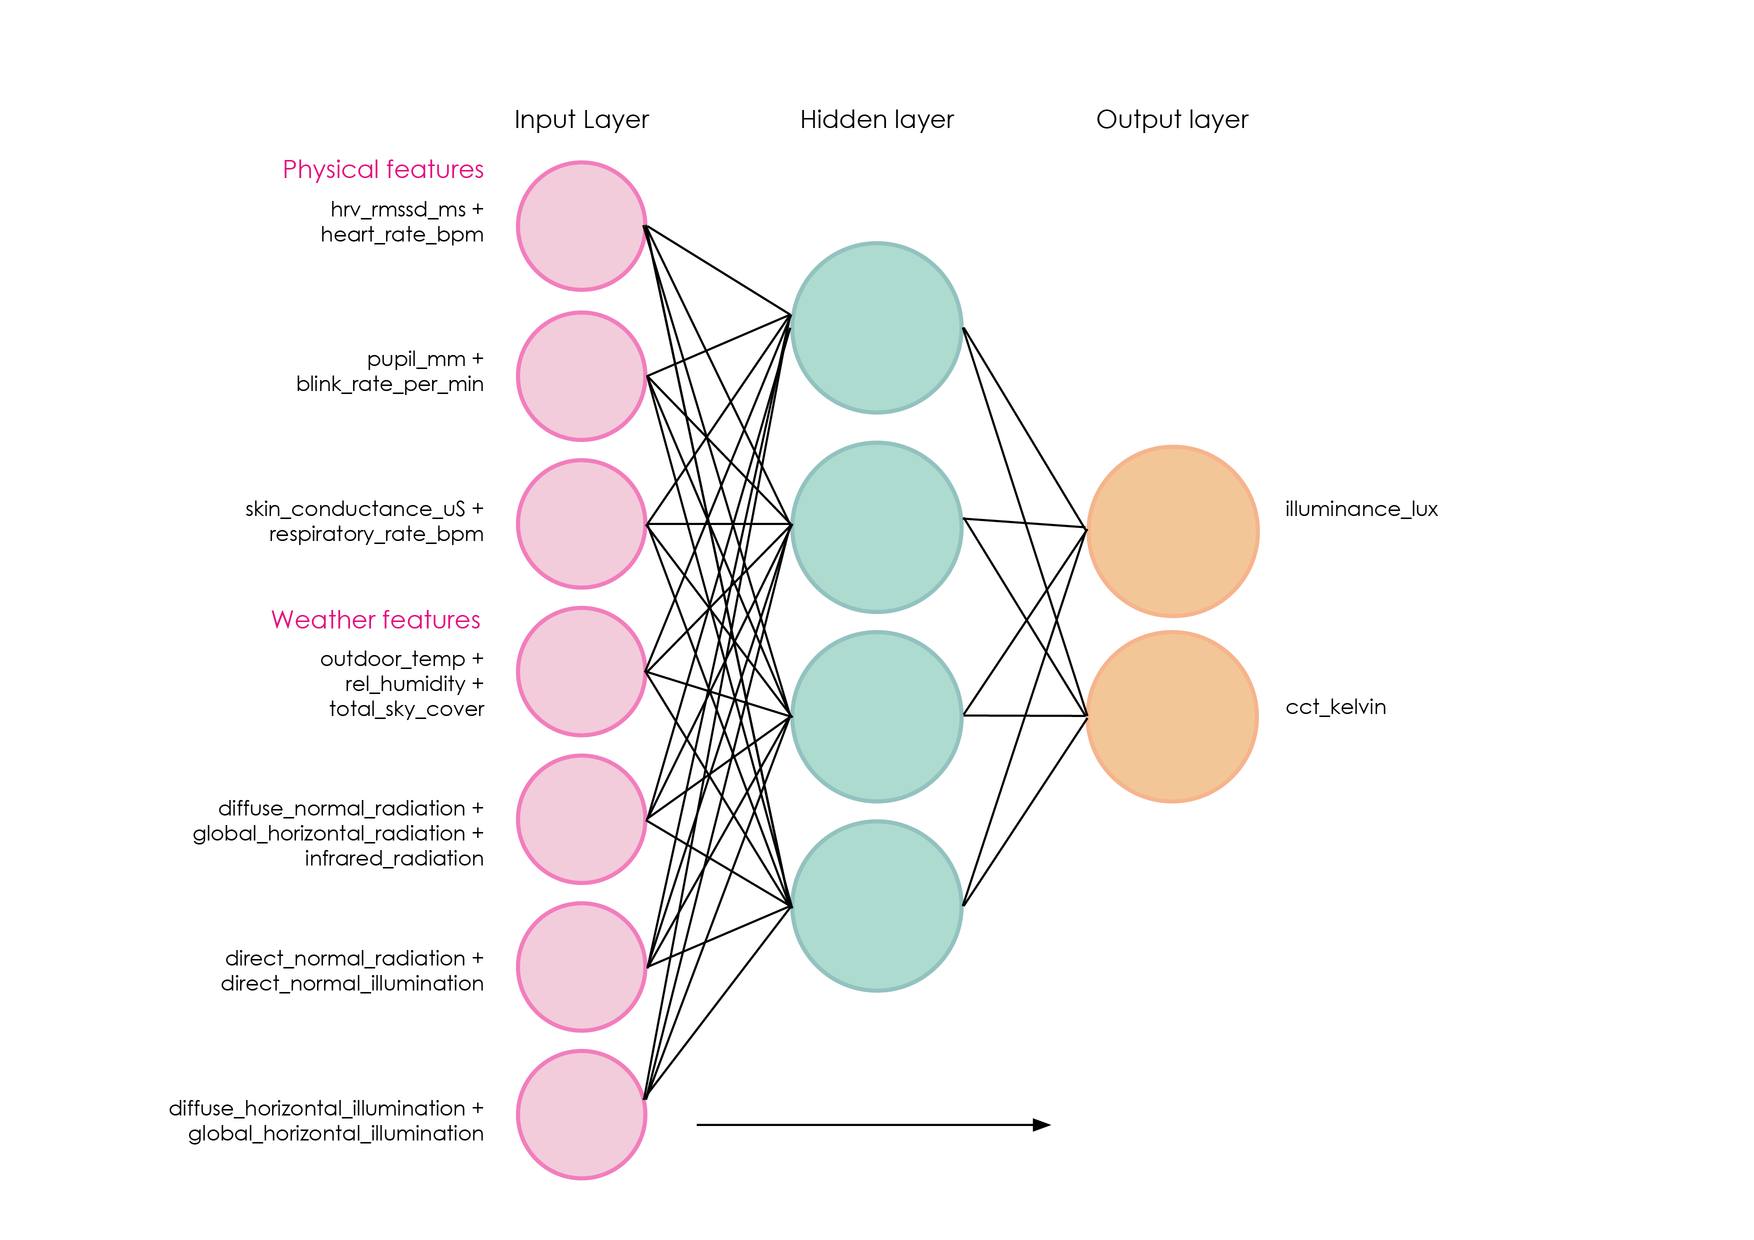 Input Layer
Hidden layer
Output layer
Physical features
hrv_rmssd_ms +
heart_rate_bpm
pupil_mm +
blink_rate_per_min
skin_conductance_uS +
respiratory_rate_bpm
Weather features
outdoor_temp +
rel_humidity +
total_sky_cover
diffuse_normal_radiation +
global_horizontal_radiation +
infrared_radiation
direct_normal_radiation +
direct_normal_illumination
diffuse_horizontal_illumination +
global_horizontal_illumination
illuminance_lux
cct_kelvin